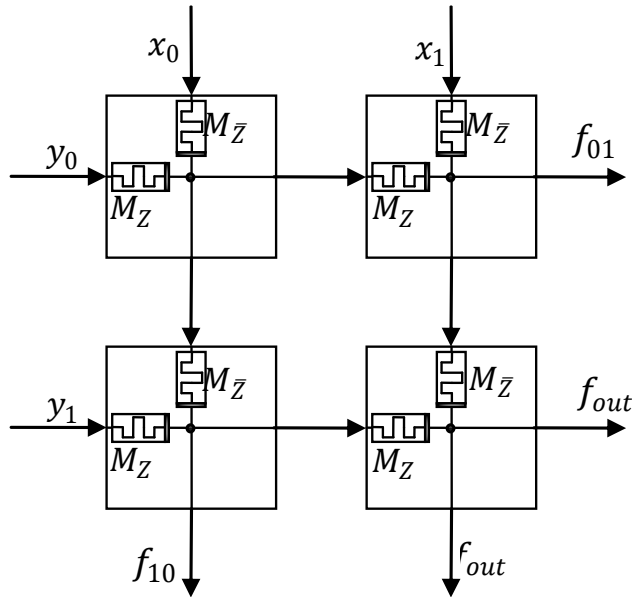 x₀ x₁
M_Z̄ M_Z̄
y₀ f₀₁
M_Z M_Z
M_Z̄ M_Z̄
y₁ f_out
M_Z M_Z
f₁₀ f_out